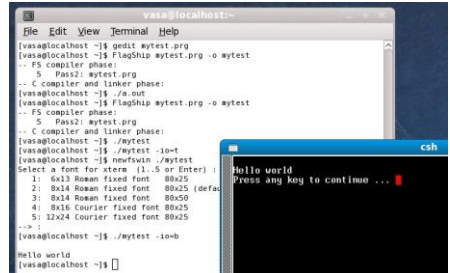 vasa@localhost:~
File Edit View Terminal Help
[vasa@localhost ~]$ gedit mytest.prg
[vasa@localhost ~]$ FlagShip mytest.prg -o mytest
-- FS compiler phase:
5 Pass2: mytest.prg
-- C compiler and linker phase:
[vasa@localhost ~]$ ./a.out
[vasa@localhost ~]$ FlagShip mytest.prg -o mytest
-- FS compiler phase:
5 Pass2: mytest.prg
-- C compiler and linker phase:
[vasa@localhost ~]$ ./mytest
[vasa@localhost ~]$ ./mytest -io=t
[vasa@localhost ~]$ newfswin ./mytest
Select a font for xterm (1..5 or Enter) :
1: 6x13 Roman fixed font 80x25
2: 8x14 Roman fixed font 80x25 (defau
3: 8x14 Roman fixed font 80x50
4: 8x16 Courier fixed font 80x25
5: 12x24 Courier fixed font 80x25
--> :
[vasa@localhost ~]$ ./mytest -io=b
Hello world
[vasa@localhost ~]$
csh
Hello world
Press any key to continue ...